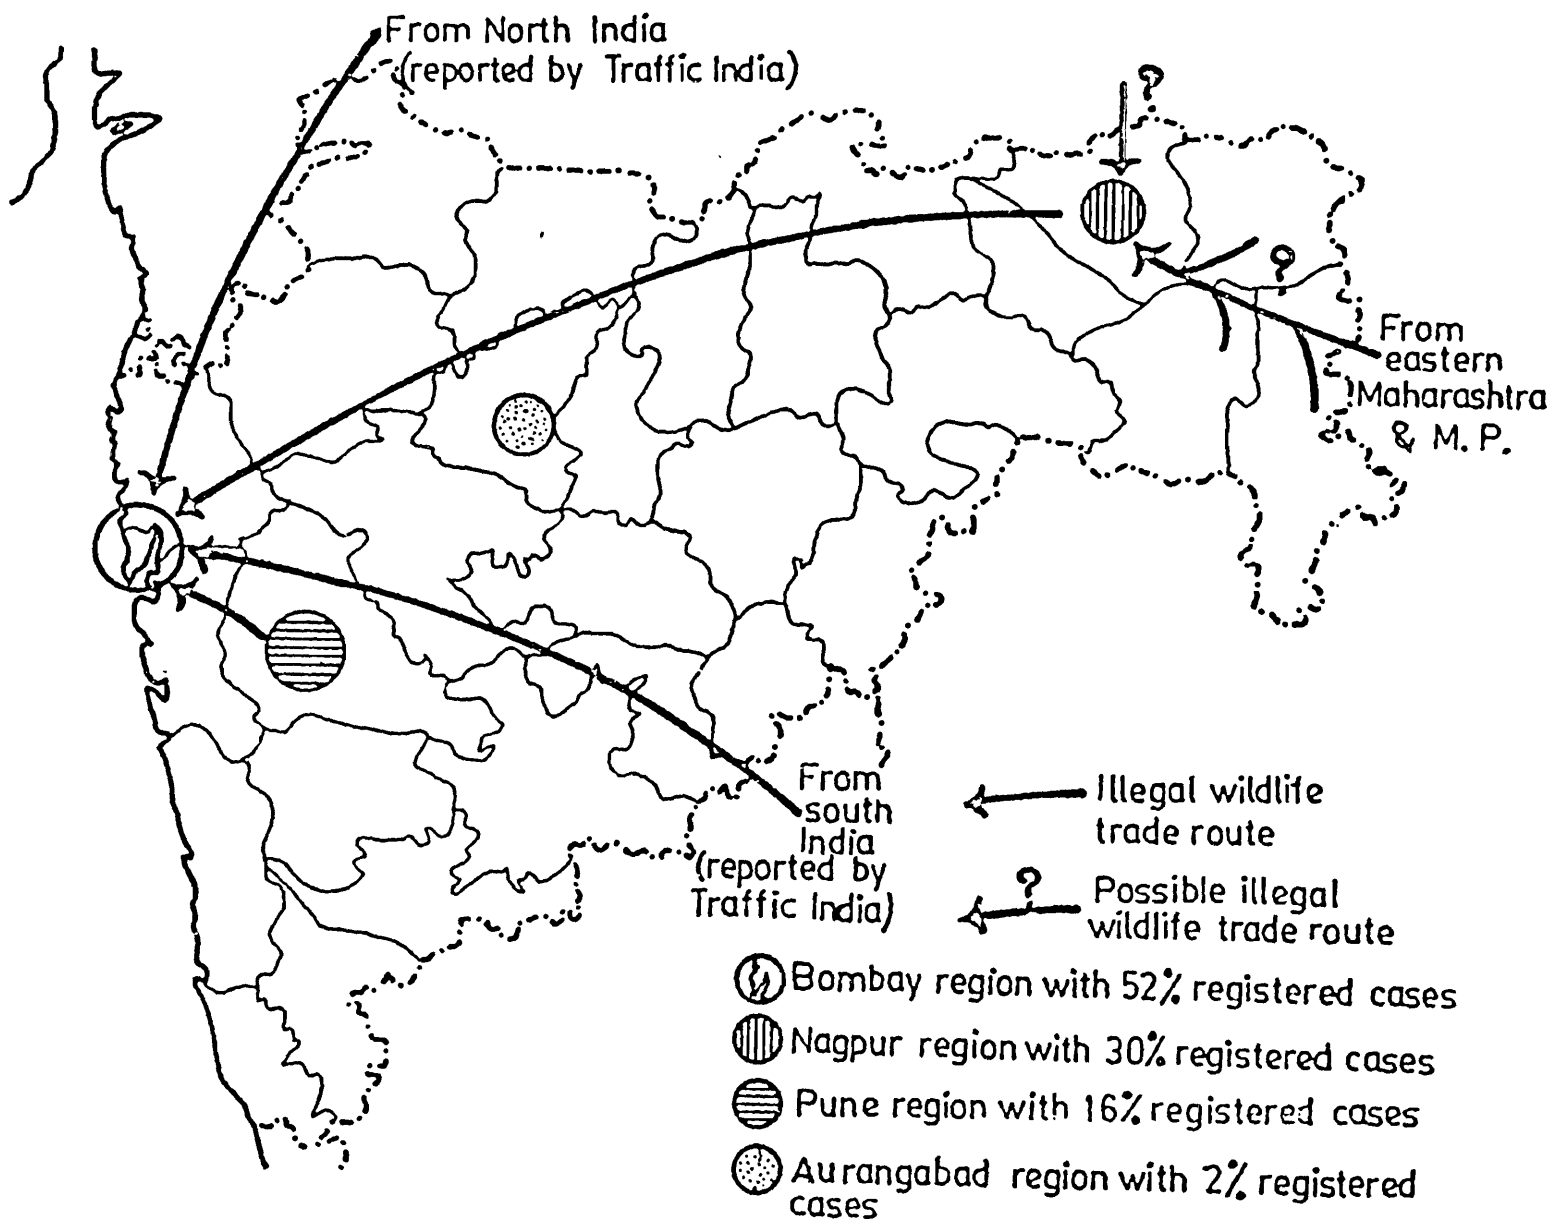 From North India
(reported by Traffic India)
?
?
From
eastern
Maharashtra
& M. P.
From
south
India
(reported by
Traffic India)
Illegal wildlife
trade route
?
Possible illegal
wildlife trade route
Bombay region with 52% registered cases
Nagpur region with 30% registered cases
Pune region with 16% registered cases
Aurangabad region with 2% registered
cases